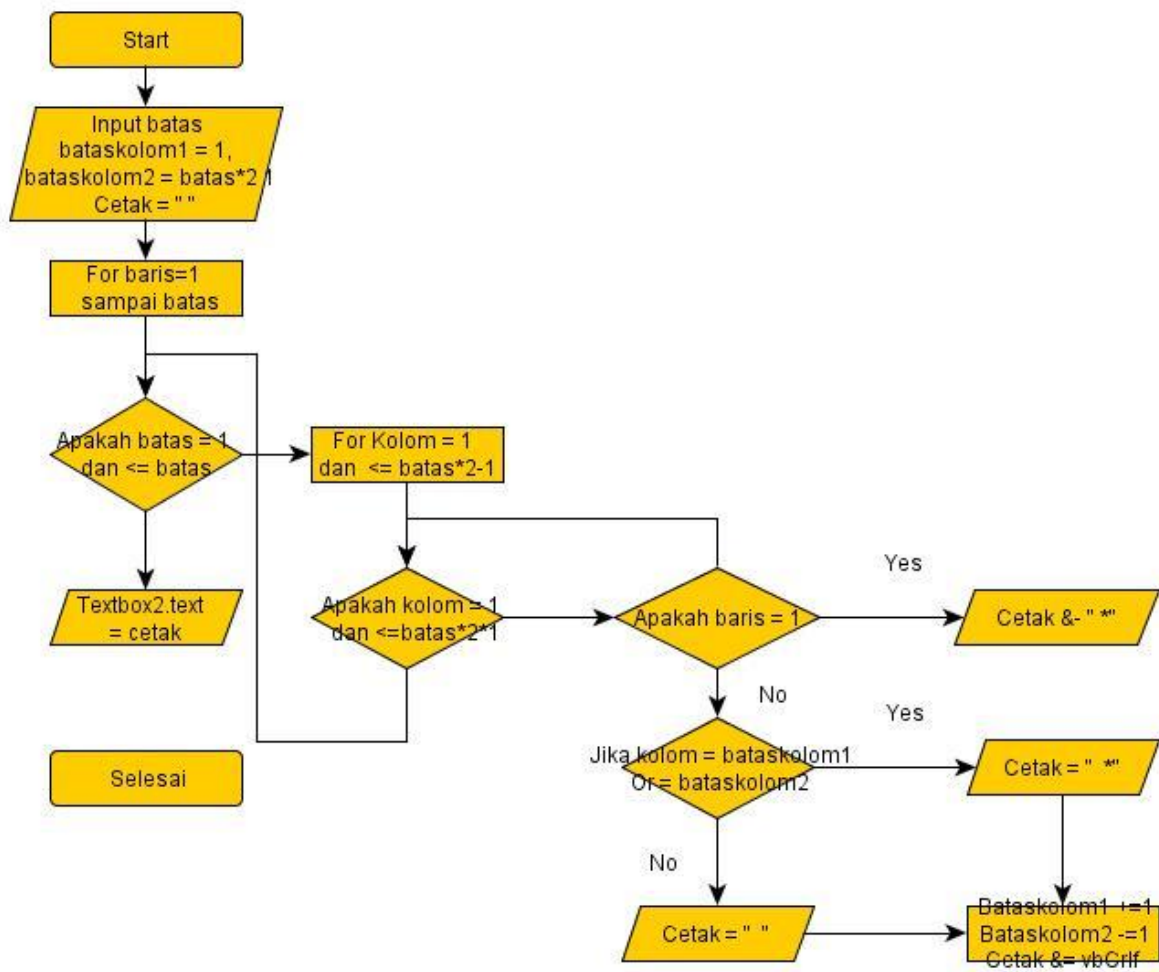 Start
Input batas
bataskolom1 = 1,
bataskolom2 = batas*2-1
Cetak = " "
For baris=1
sampai batas
Apakah batas = 1
dan <= batas
For Kolom = 1
dan <= batas*2-1
Textbox2.text
= cetak
Apakah kolom = 1
dan <=batas*2*1
Apakah baris = 1
Yes
Cetak &- " *"
No
Jika kolom = bataskolom1
Or = bataskolom2
Yes
Cetak = " *"
Selesai
No
Cetak = " "
Bataskolom1 +=1
Bataskolom2 -=1
Cetak &= vbCrlf